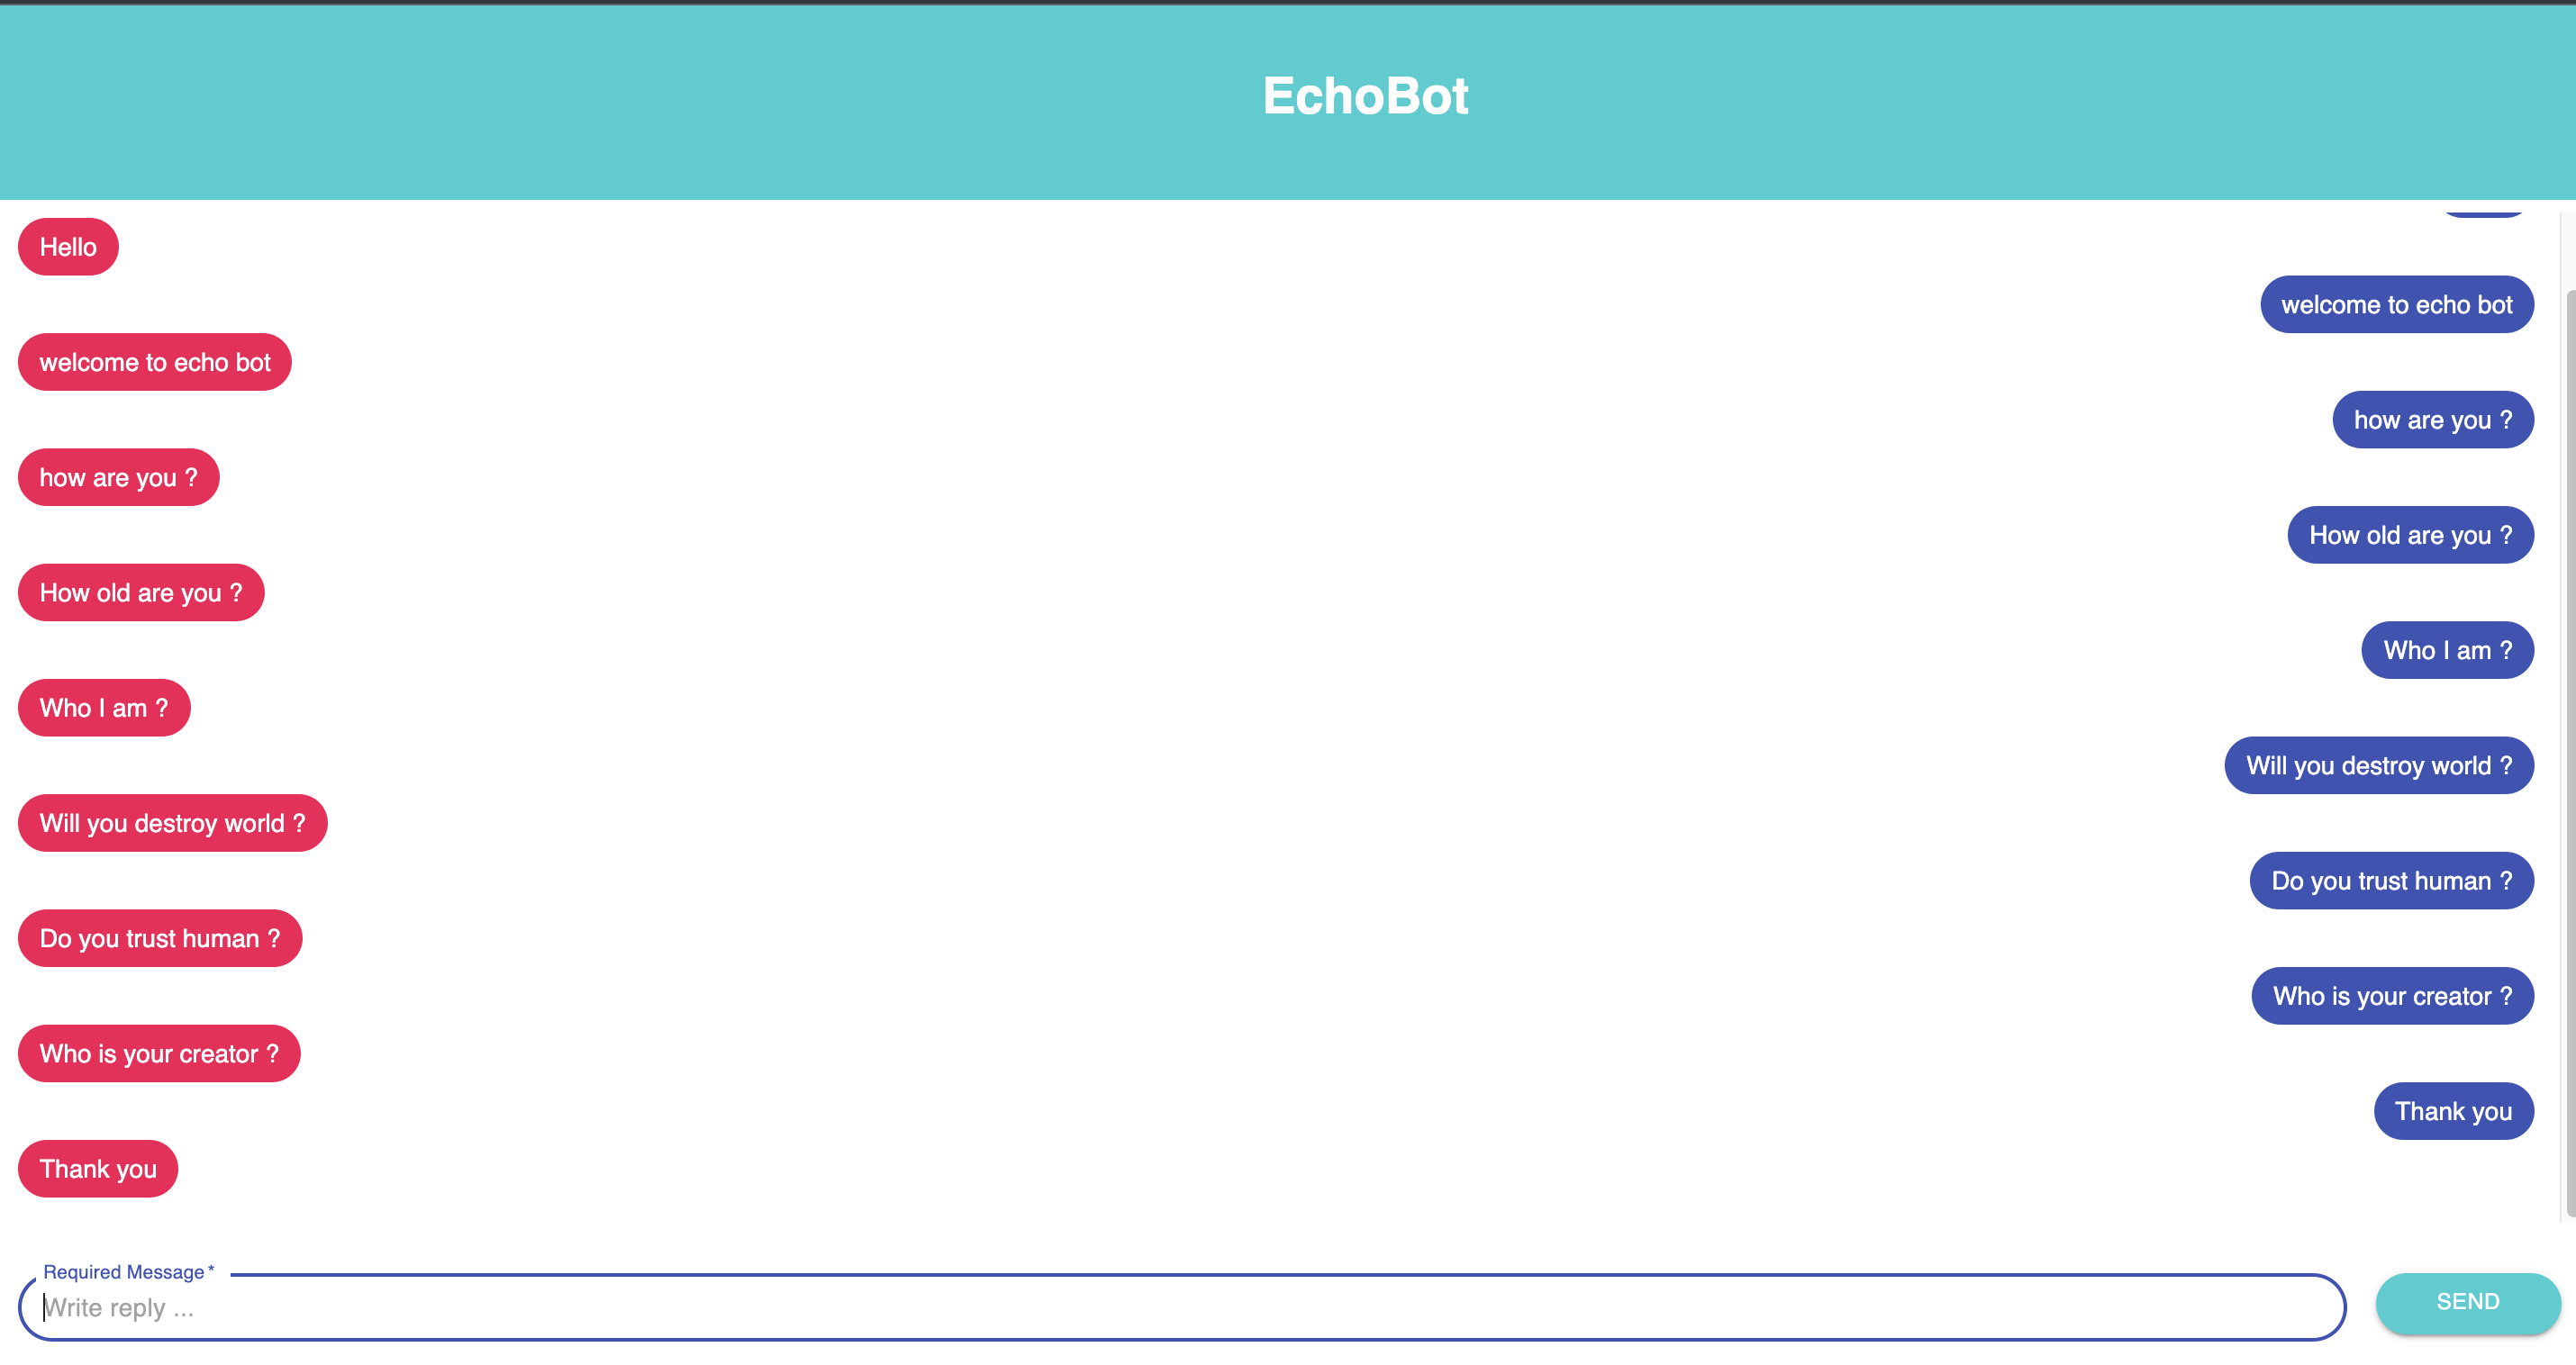 EchoBot
Hello
welcome to echo bot
welcome to echo bot
how are you ?
how are you ?
How old are you ?
How old are you ?
Who I am ?
Who I am ?
Will you destroy world ?
Will you destroy world ?
Do you trust human ?
Do you trust human ?
Who is your creator ?
Who is your creator ?
Thank you
Thank you
Required Message *
Write reply ...
SEND